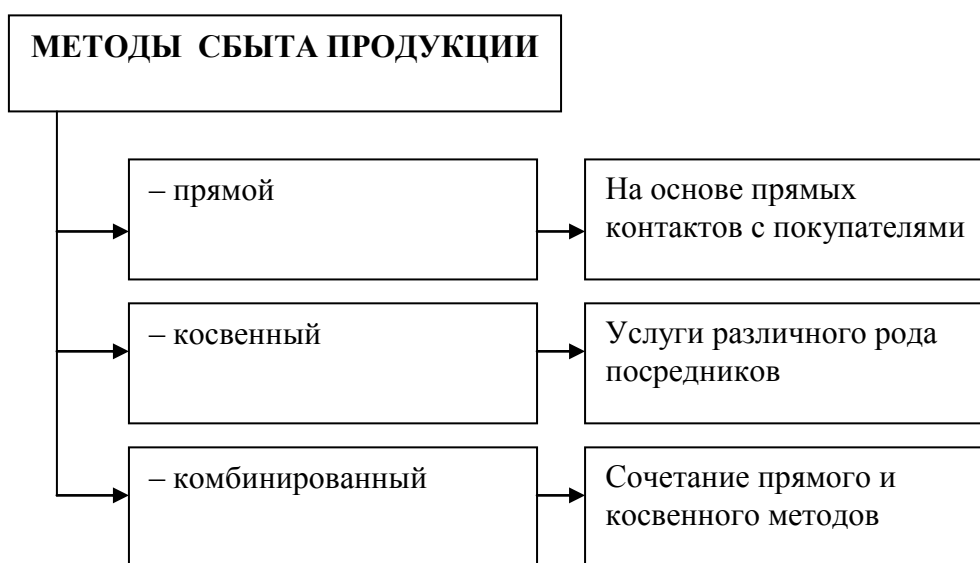 МЕТОДЫ СБЫТА ПРОДУКЦИИ
– прямой
На основе прямых
контактов с покупателями
– косвенный
Услуги различного рода
посредников
– комбинированный
Сочетание прямого и
косвенного методов